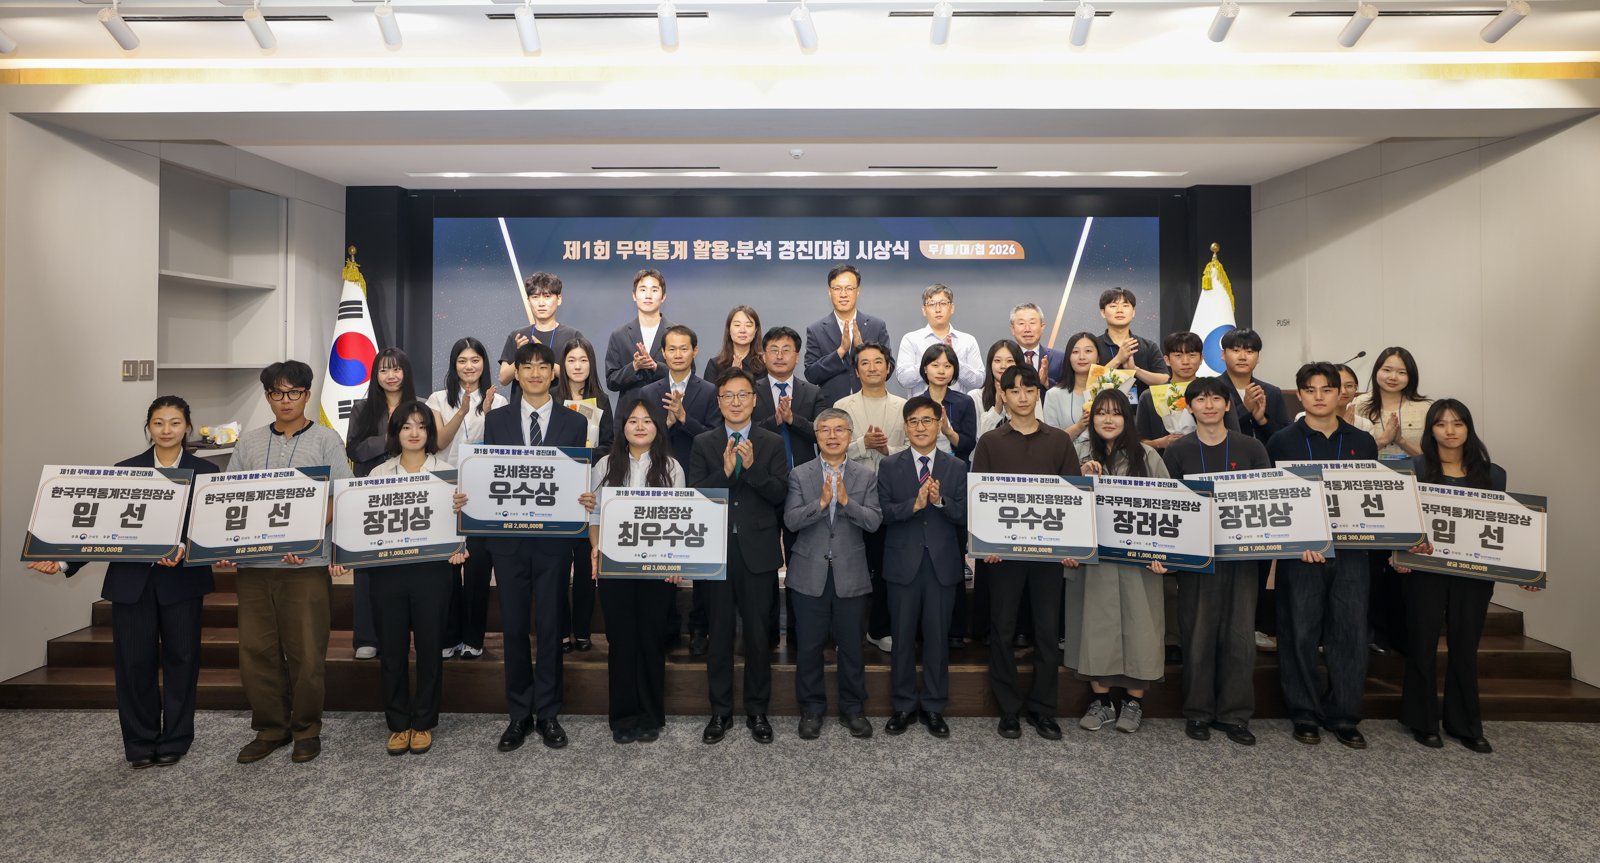 제1회 무역통계 활용·분석 경진대회 시상식 무/통/대/첩 2026
PUSH
제1회 무역통계 활용·분석 경진대회
한국무역통계진흥원장상
입 선
상금 300,000원
제1회 무역통계 활용·분석 경진대회
한국무역통계진흥원장상
입 선
상금 300,000원
제1회 무역통계 활용·분석 경진대회
관세청장상
장려상
상금 1,000,000원
제1회 무역통계 활용·분석 경진대회
관세청장상
우수상
상금 2,000,000원
제1회 무역통계 활용·분석 경진대회
관세청장상
최우수상
상금 3,000,000원
제1회 무역통계 활용·분석 경진대회
한국무역통계진흥원장상
우수상
상금 2,000,000원
제1회 무역통계 활용·분석 경진대회
한국무역통계진흥원장상
장려상
상금 1,000,000원
제1회 무역통계 활용·분석 경진대회
무역통계진흥원장상
장려상
상금 1,000,000원
제1회 무역통계 활용·분석 경진대회
무역통계진흥원장상
입 선
상금 300,000원
제1회 무역통계 활용·분석 경진대회
한국무역통계진흥원장상
입 선
상금 300,000원